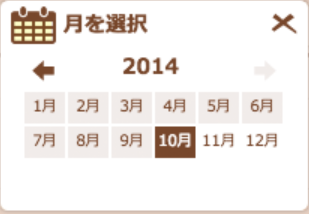 月を選択
2014
1月 2月 3月 4月 5月 6月
7月 8月 9月 10月 11月 12月